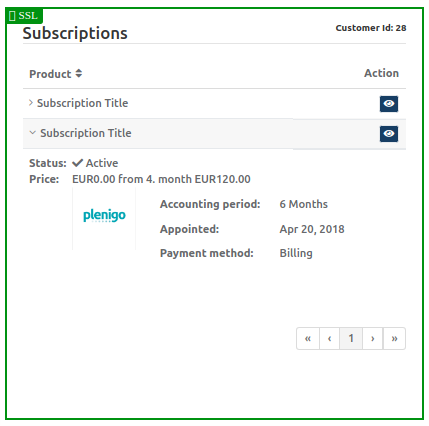 SSL
Subscriptions Customer Id: 28
Product Action
Subscription Title
Subscription Title
Status: Active
Price: EUR0.00 from 4. month EUR120.00
plenigo
Accounting period: 6 Months
Appointed: Apr 20, 2018
Payment method: Billing
« ‹ 1 › »